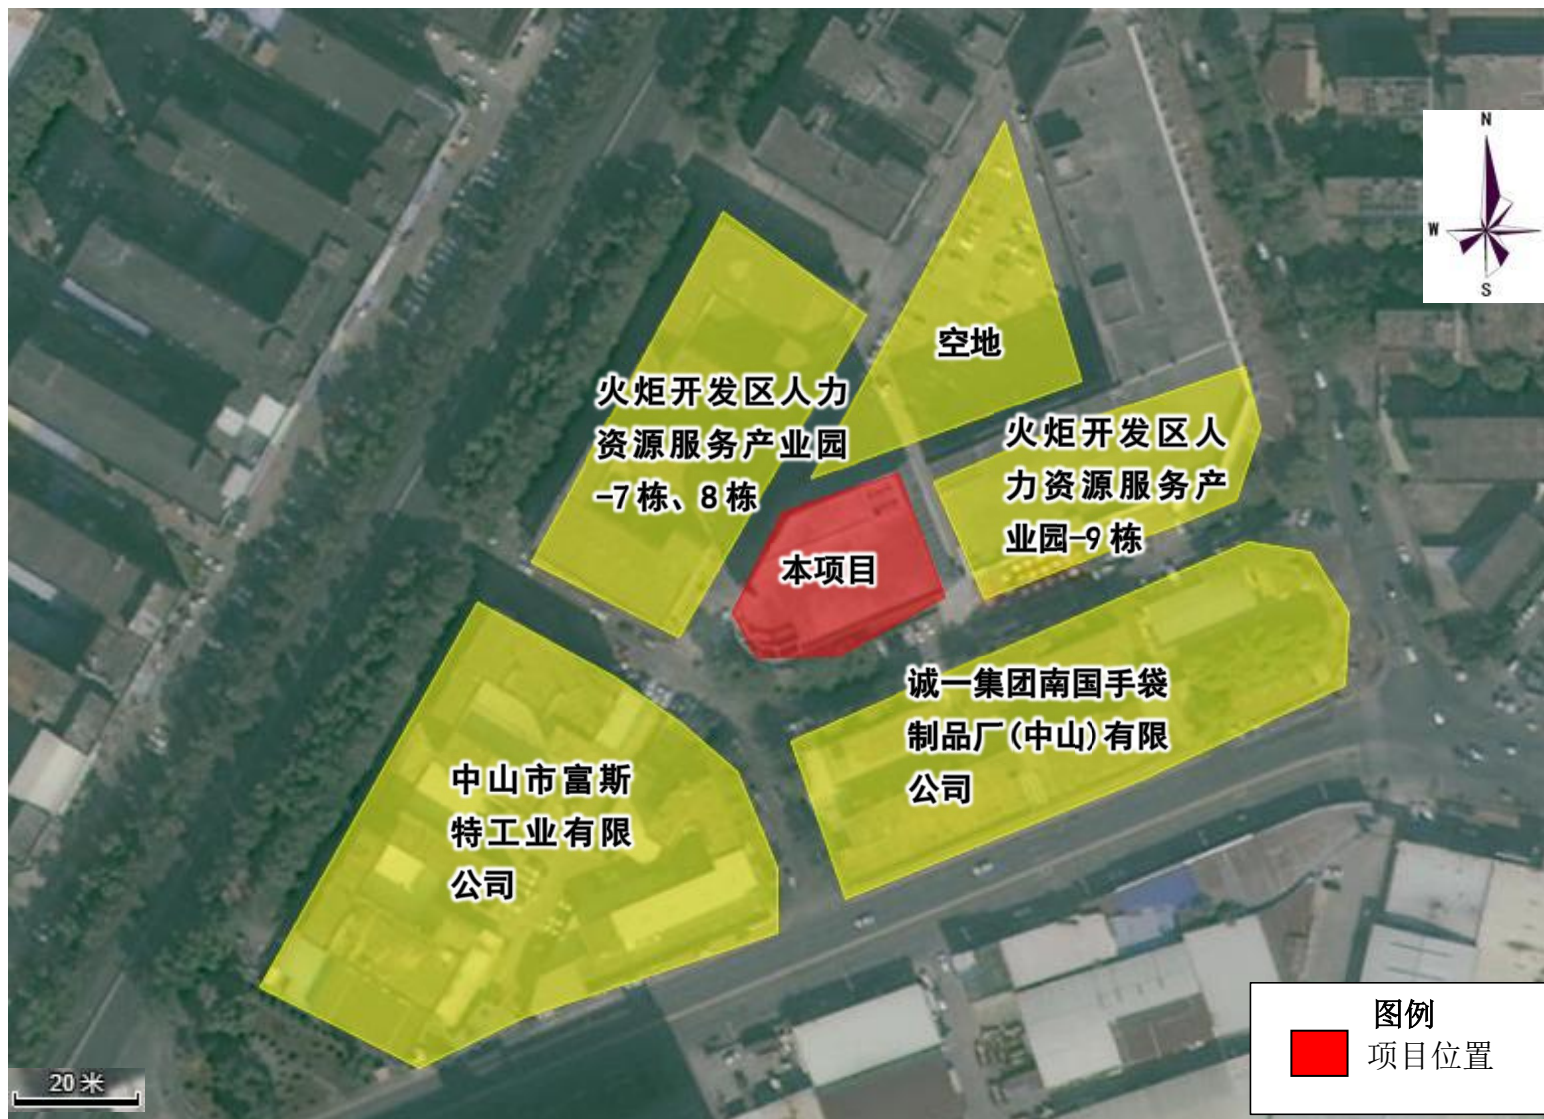 N
W
S
空地
火炬开发区人力
资源服务产业园
-7栋、8栋
火炬开发区人
力资源服务产
业园-9栋
本项目
诚一集团南国手袋
制品厂(中山)有限
公司
中山市富斯
特工业有限
公司
图例
项目位置
20 米